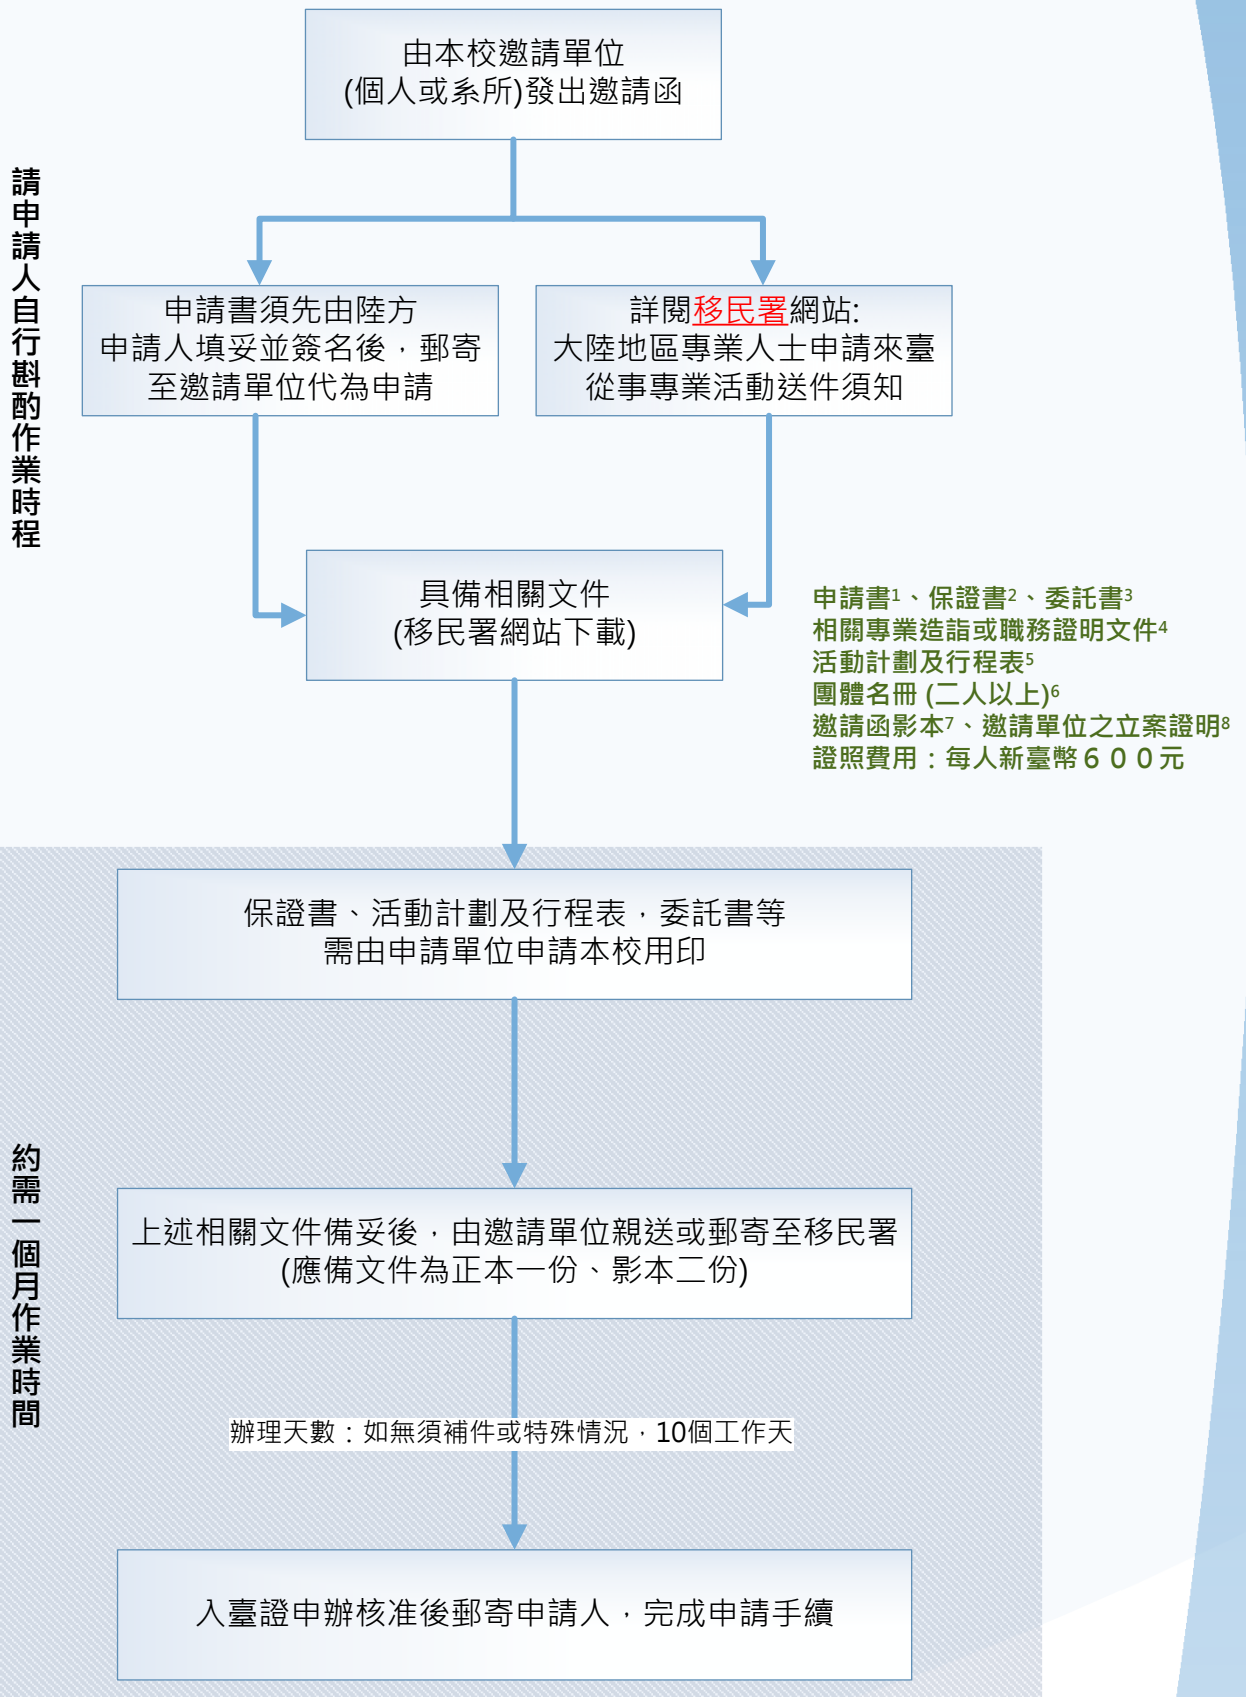 由本校邀請單位
(個人或系所)發出邀請函
請申請人自行斟酌作業時程
申請書須先由陸方
申請人填妥並簽名後，郵寄
至邀請單位代為申請
詳閱移民署網站:
大陸地區專業人士申請來臺
從事專業活動送件須知
具備相關文件
(移民署網站下載)
申請書1、保證書2、委託書3
相關專業造詣或職務證明文件4
活動計劃及行程表5
團體名冊 (二人以上)6
邀請函影本7、邀請單位之立案證明8
證照費用：每人新臺幣６００元
保證書、活動計劃及行程表，委託書等
需由申請單位申請本校用印
約需一個月作業時間
上述相關文件備妥後，由邀請單位親送或郵寄至移民署
(應備文件為正本一份、影本二份)
辦理天數：如無須補件或特殊情況，10個工作天
入臺證申辦核准後郵寄申請人，完成申請手續